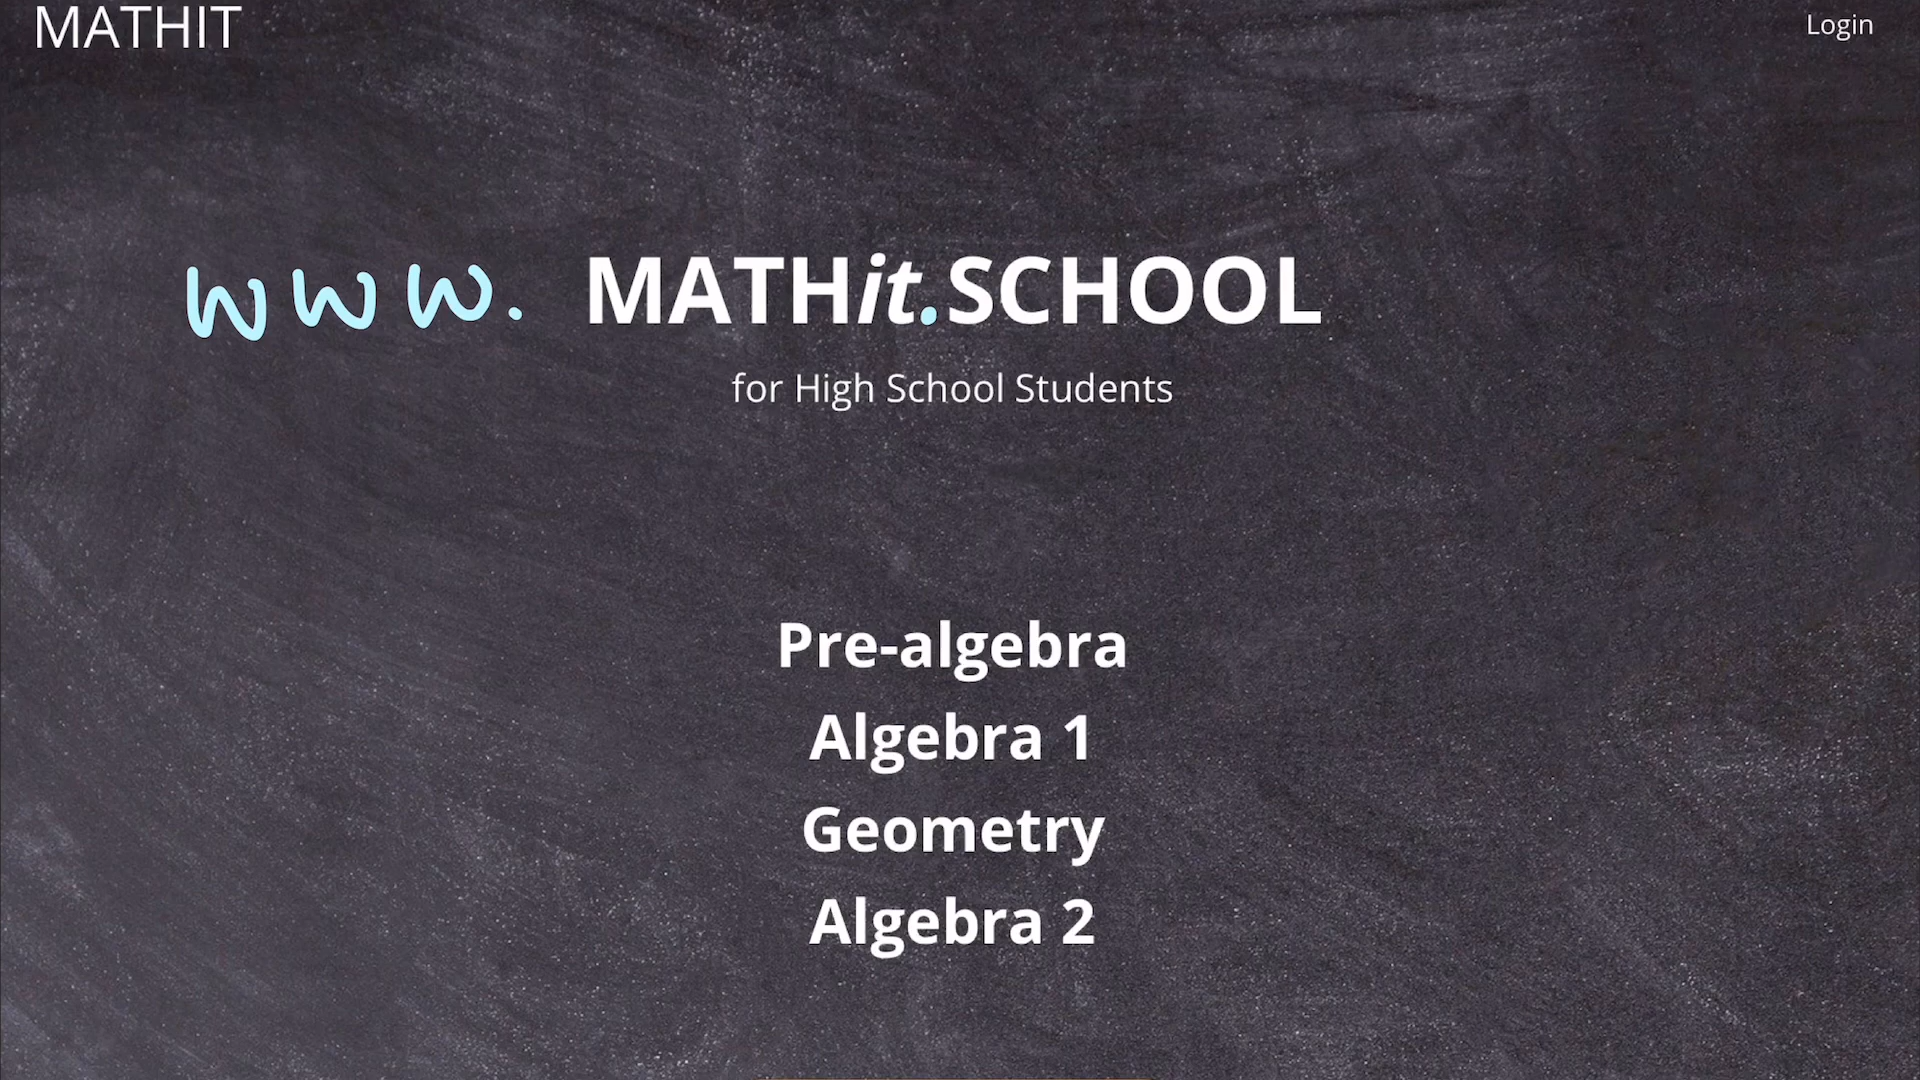 MATHIT
Login
www. MATHit.SCHOOL
for High School Students
Pre-algebra
Algebra 1
Geometry
Algebra 2